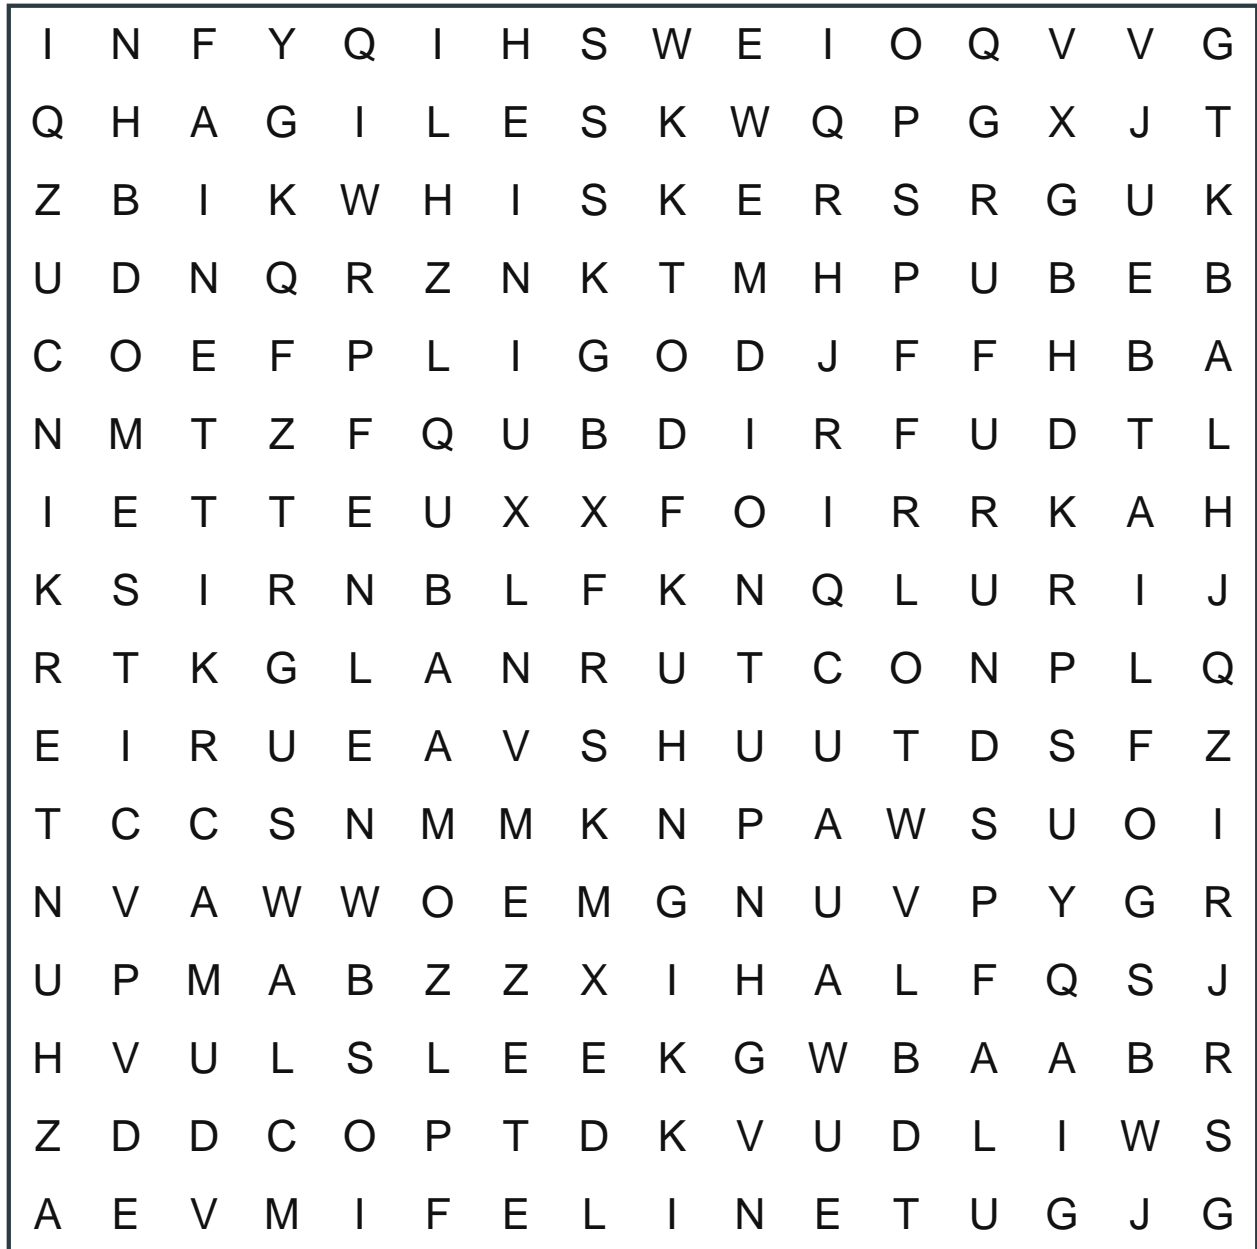 I N F Y Q I H S W E I O Q V V G
Q H A G I L E S K W Q P G X J T
Z B I K W H I S K E R S R G U K
U D N Q R Z N K T M H P U B E B
C O E F P L I G O D J F F H B A
N M T Z F Q U B D I R F U D T L
I E T T E U X X F O I R R K A H
K S I R N B L F K N Q L U R I J
R T K G L A N R U T C O N P L Q
E I R U E A V S H U U T D S F Z
T C C S N M M K N P A W S U O I
N V A W W O E M G N U V P Y G R
U P M A B Z Z X I H A L F Q S J
H V U L S L E E K G W B A A B R
Z D D C O P T D K V U D L I W S
A E V M I F E L I N E T U G J G